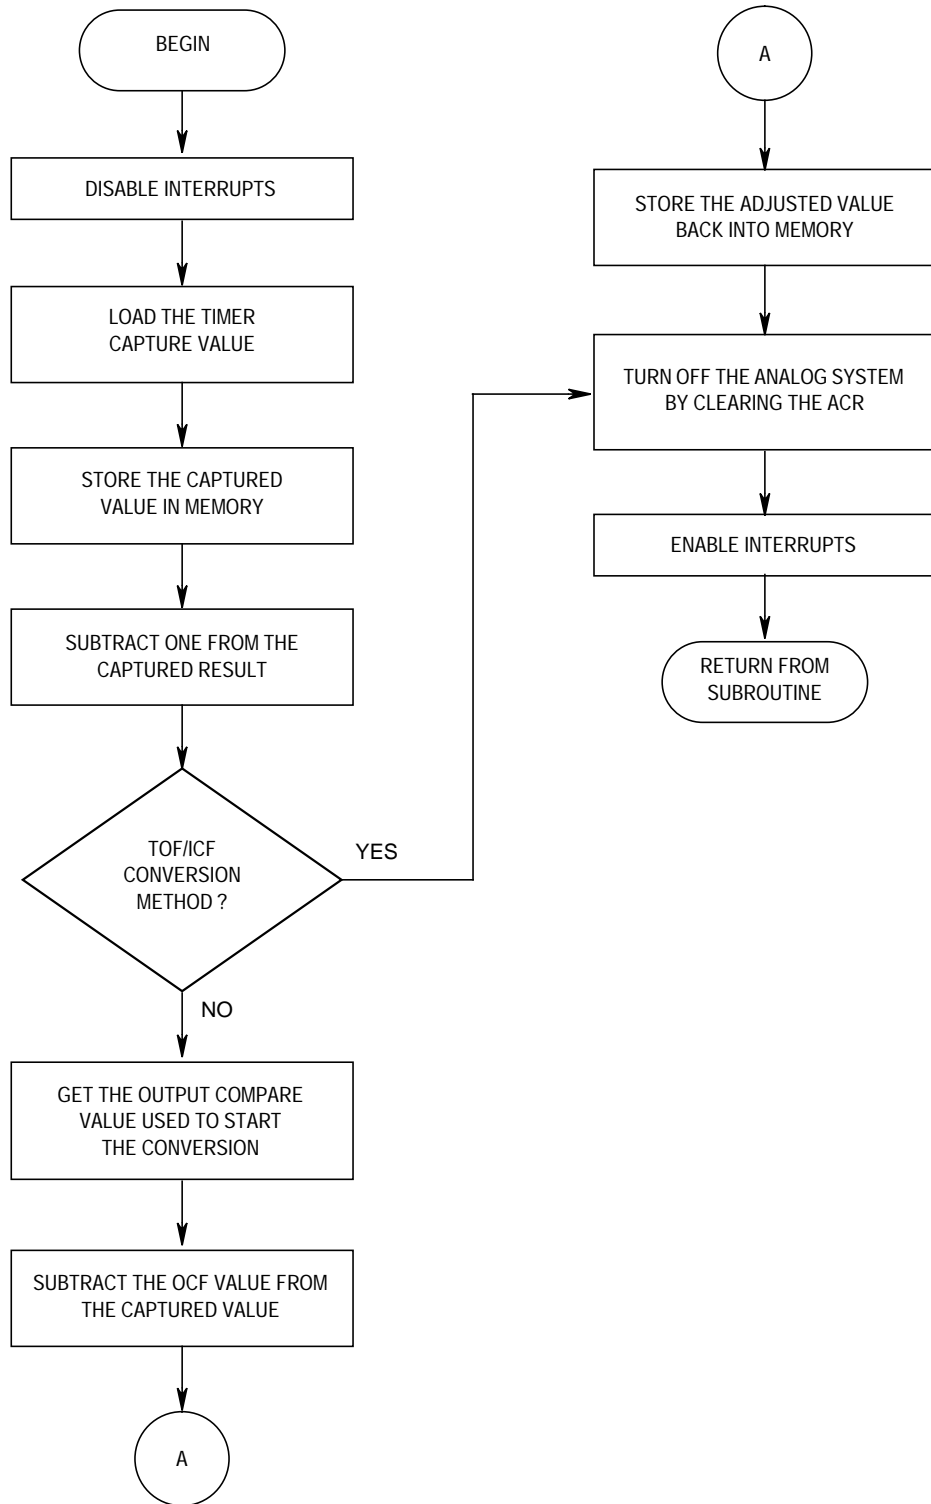 BEGIN
DISABLE INTERRUPTS
LOAD THE TIMER
CAPTURE VALUE
STORE THE CAPTURED
VALUE IN MEMORY
SUBTRACT ONE FROM THE
CAPTURED RESULT
TOF/ICF
CONVERSION
METHOD ?
YES
NO
GET THE OUTPUT COMPARE
VALUE USED TO START
THE CONVERSION
SUBTRACT THE OCF VALUE FROM
THE CAPTURED VALUE
A
A
STORE THE ADJUSTED VALUE
BACK INTO MEMORY
TURN OFF THE ANALOG SYSTEM
BY CLEARING THE ACR
ENABLE INTERRUPTS
RETURN FROM
SUBROUTINE